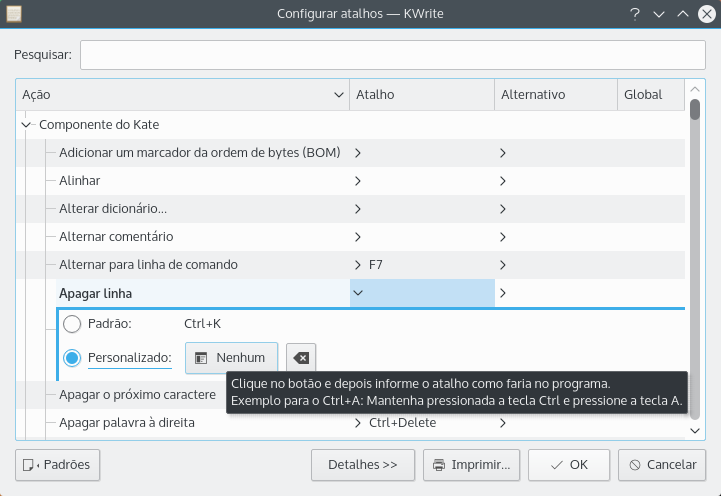 Configurar atalhos — KWrite
Pesquisar:
Ação Atalho Alternativo Global
Componente do Kate
Adicionar um marcador da ordem de bytes (BOM)
Alinhar
Alterar dicionário...
Alternar comentário
Alternar para linha de comando F7
Apagar linha
Padrão: Ctrl+K
Personalizado: Nenhum
Clique no botão e depois informe o atalho como faria no programa.
Exemplo para o Ctrl+A: Mantenha pressionada a tecla Ctrl e pressione a tecla A.
Apagar o próximo caractere
Apagar palavra à direita Ctrl+Delete
Padrões Detalhes >> Imprimir... OK Cancelar